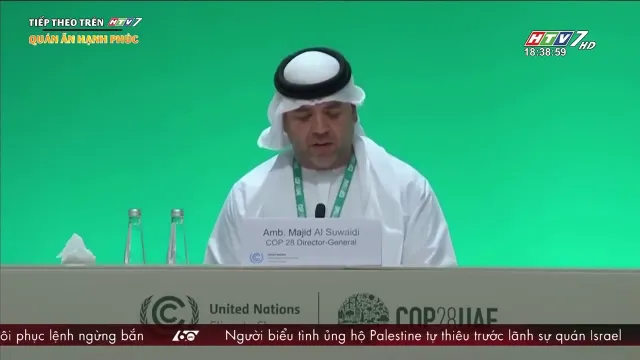 TIẾP THEO TRÊN HTV7
QUÁN ĂN HẠNH PHÚC
HTV7 HD
18:38:59
Amb. Majid Al Suwaidi
COP 28 Director-General
United Nations
COP28UAE
ôi phục lệnh ngừng bắn 60 Người biểu tình ủng hộ Palestine tự thiêu trước lãnh sự quán Israel